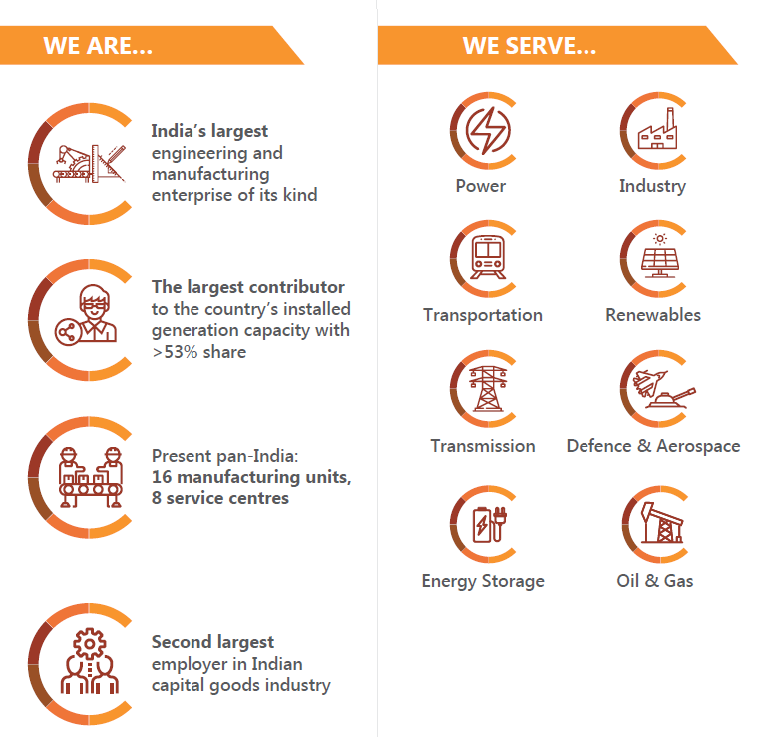 WE ARE...
India's largest
engineering and
manufacturing
enterprise of its kind
The largest contributor
to the country's installed
generation capacity with
>53% share
Present pan-India:
16 manufacturing units,
8 service centres
Second largest
employer in Indian
capital goods industry
WE SERVE...
Power
Industry
Transportation
Renewables
Transmission
Defence & Aerospace
Energy Storage
Oil & Gas